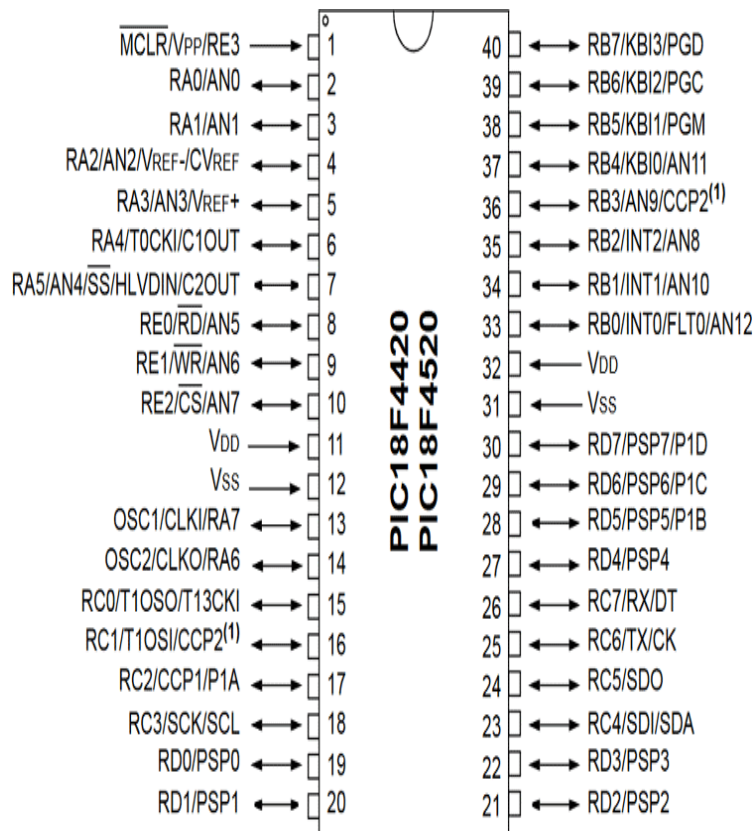 MCLR/VPP/RE3 1
RA0/AN0 2
RA1/AN1 3
RA2/AN2/VREF-/CVREF 4
RA3/AN3/VREF+ 5
RA4/T0CKI/C1OUT 6
RA5/AN4/SS/HLVDIN/C2OUT 7
RE0/RD/AN5 8
RE1/WR/AN6 9
RE2/CS/AN7 10
VDD 11
VSS 12
OSC1/CLKI/RA7 13
OSC2/CLKO/RA6 14
RC0/T1OSO/T13CKI 15
RC1/T1OSI/CCP2(1) 16
RC2/CCP1/P1A 17
RC3/SCK/SCL 18
RD0/PSP0 19
RD1/PSP1 20
PIC18F4420
PIC18F4520
40 RB7/KBI3/PGD
39 RB6/KBI2/PGC
38 RB5/KBI1/PGM
37 RB4/KBI0/AN11
36 RB3/AN9/CCP2(1)
35 RB2/INT2/AN8
34 RB1/INT1/AN10
33 RB0/INT0/FLT0/AN12
32 VDD
31 VSS
30 RD7/PSP7/P1D
29 RD6/PSP6/P1C
28 RD5/PSP5/P1B
27 RD4/PSP4
26 RC7/RX/DT
25 RC6/TX/CK
24 RC5/SDO
23 RC4/SDI/SDA
22 RD3/PSP3
21 RD2/PSP2